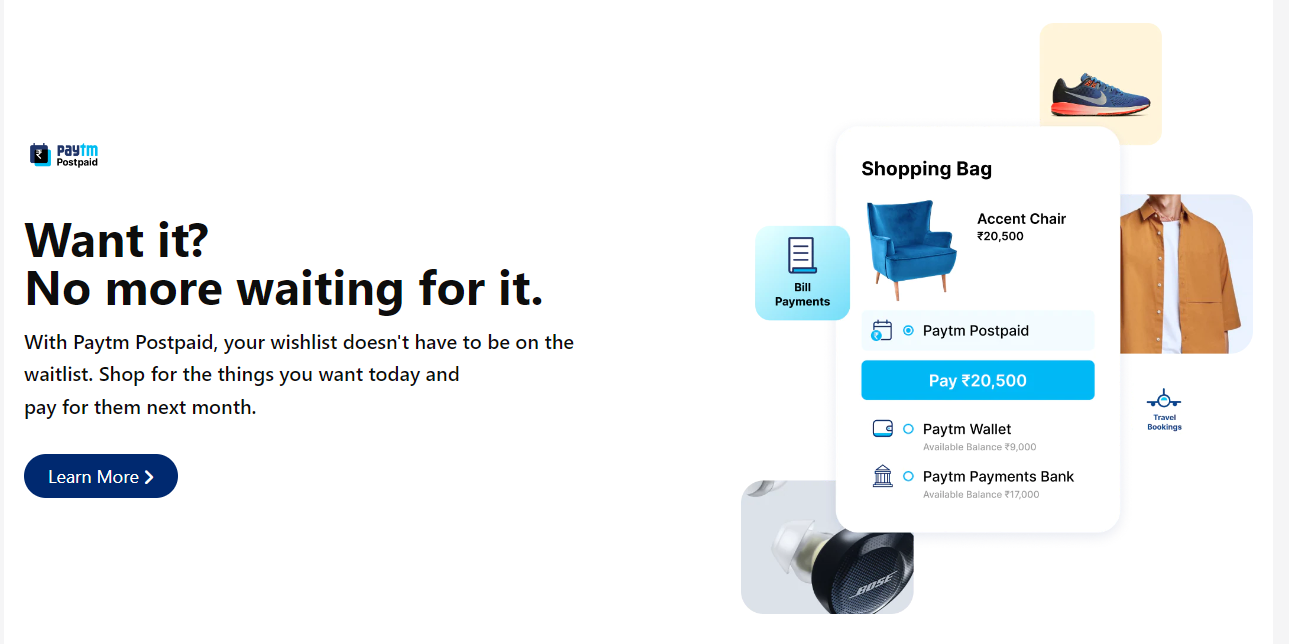 Paytm
Postpaid
Want it?
No more waiting for it.
With Paytm Postpaid, your wishlist doesn't have to be on the
waitlist. Shop for the things you want today and
pay for them next month.
Learn More
Shopping Bag
Accent Chair
₹20,500
Bill
Payments
Paytm Postpaid
Pay ₹20,500
Paytm Wallet
Available Balance ₹9,000
Paytm Payments Bank
Available Balance ₹17,000
Travel
Bookings
BOSE